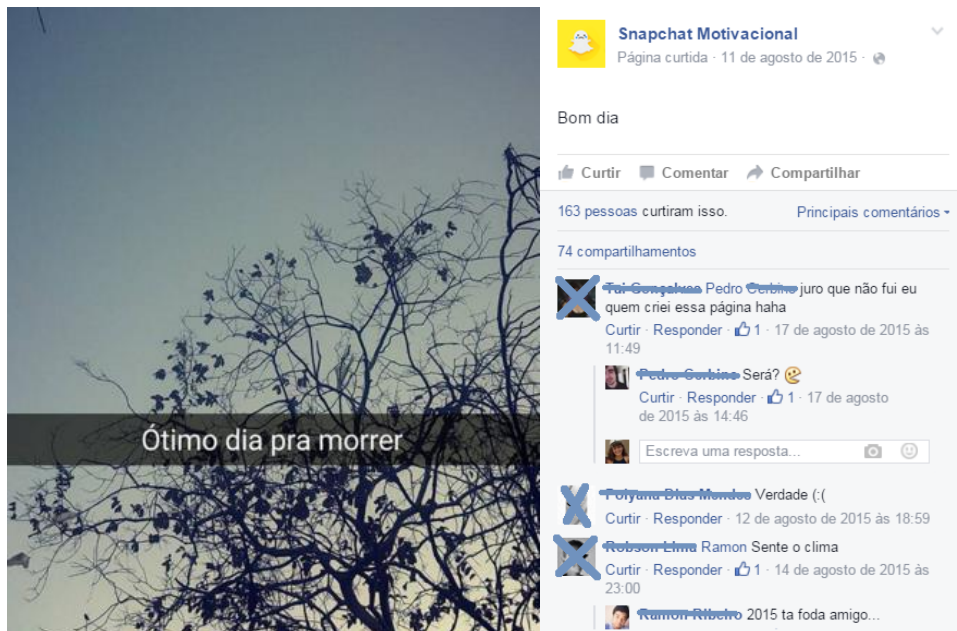 Ótimo dia pra morrer
Snapchat Motivacional
Página curtida · 11 de agosto de 2015 ·
Bom dia
Curtir Comentar Compartilhar
163 pessoas curtiram isso. Principais comentários
74 compartilhamentos
Pedro juro que não fui eu
quem criei essa página haha
Curtir · Responder · 1 · 17 de agosto de 2015 às
11:49
Será?
Curtir · Responder · 1 · 17 de agosto
de 2015 às 14:46
Escreva uma resposta...
Verdade (:(
Curtir · Responder · 12 de agosto de 2015 às 18:59
Ramon Sente o clima
Curtir · Responder · 1 · 14 de agosto de 2015 às
23:00
2015 ta foda amigo...